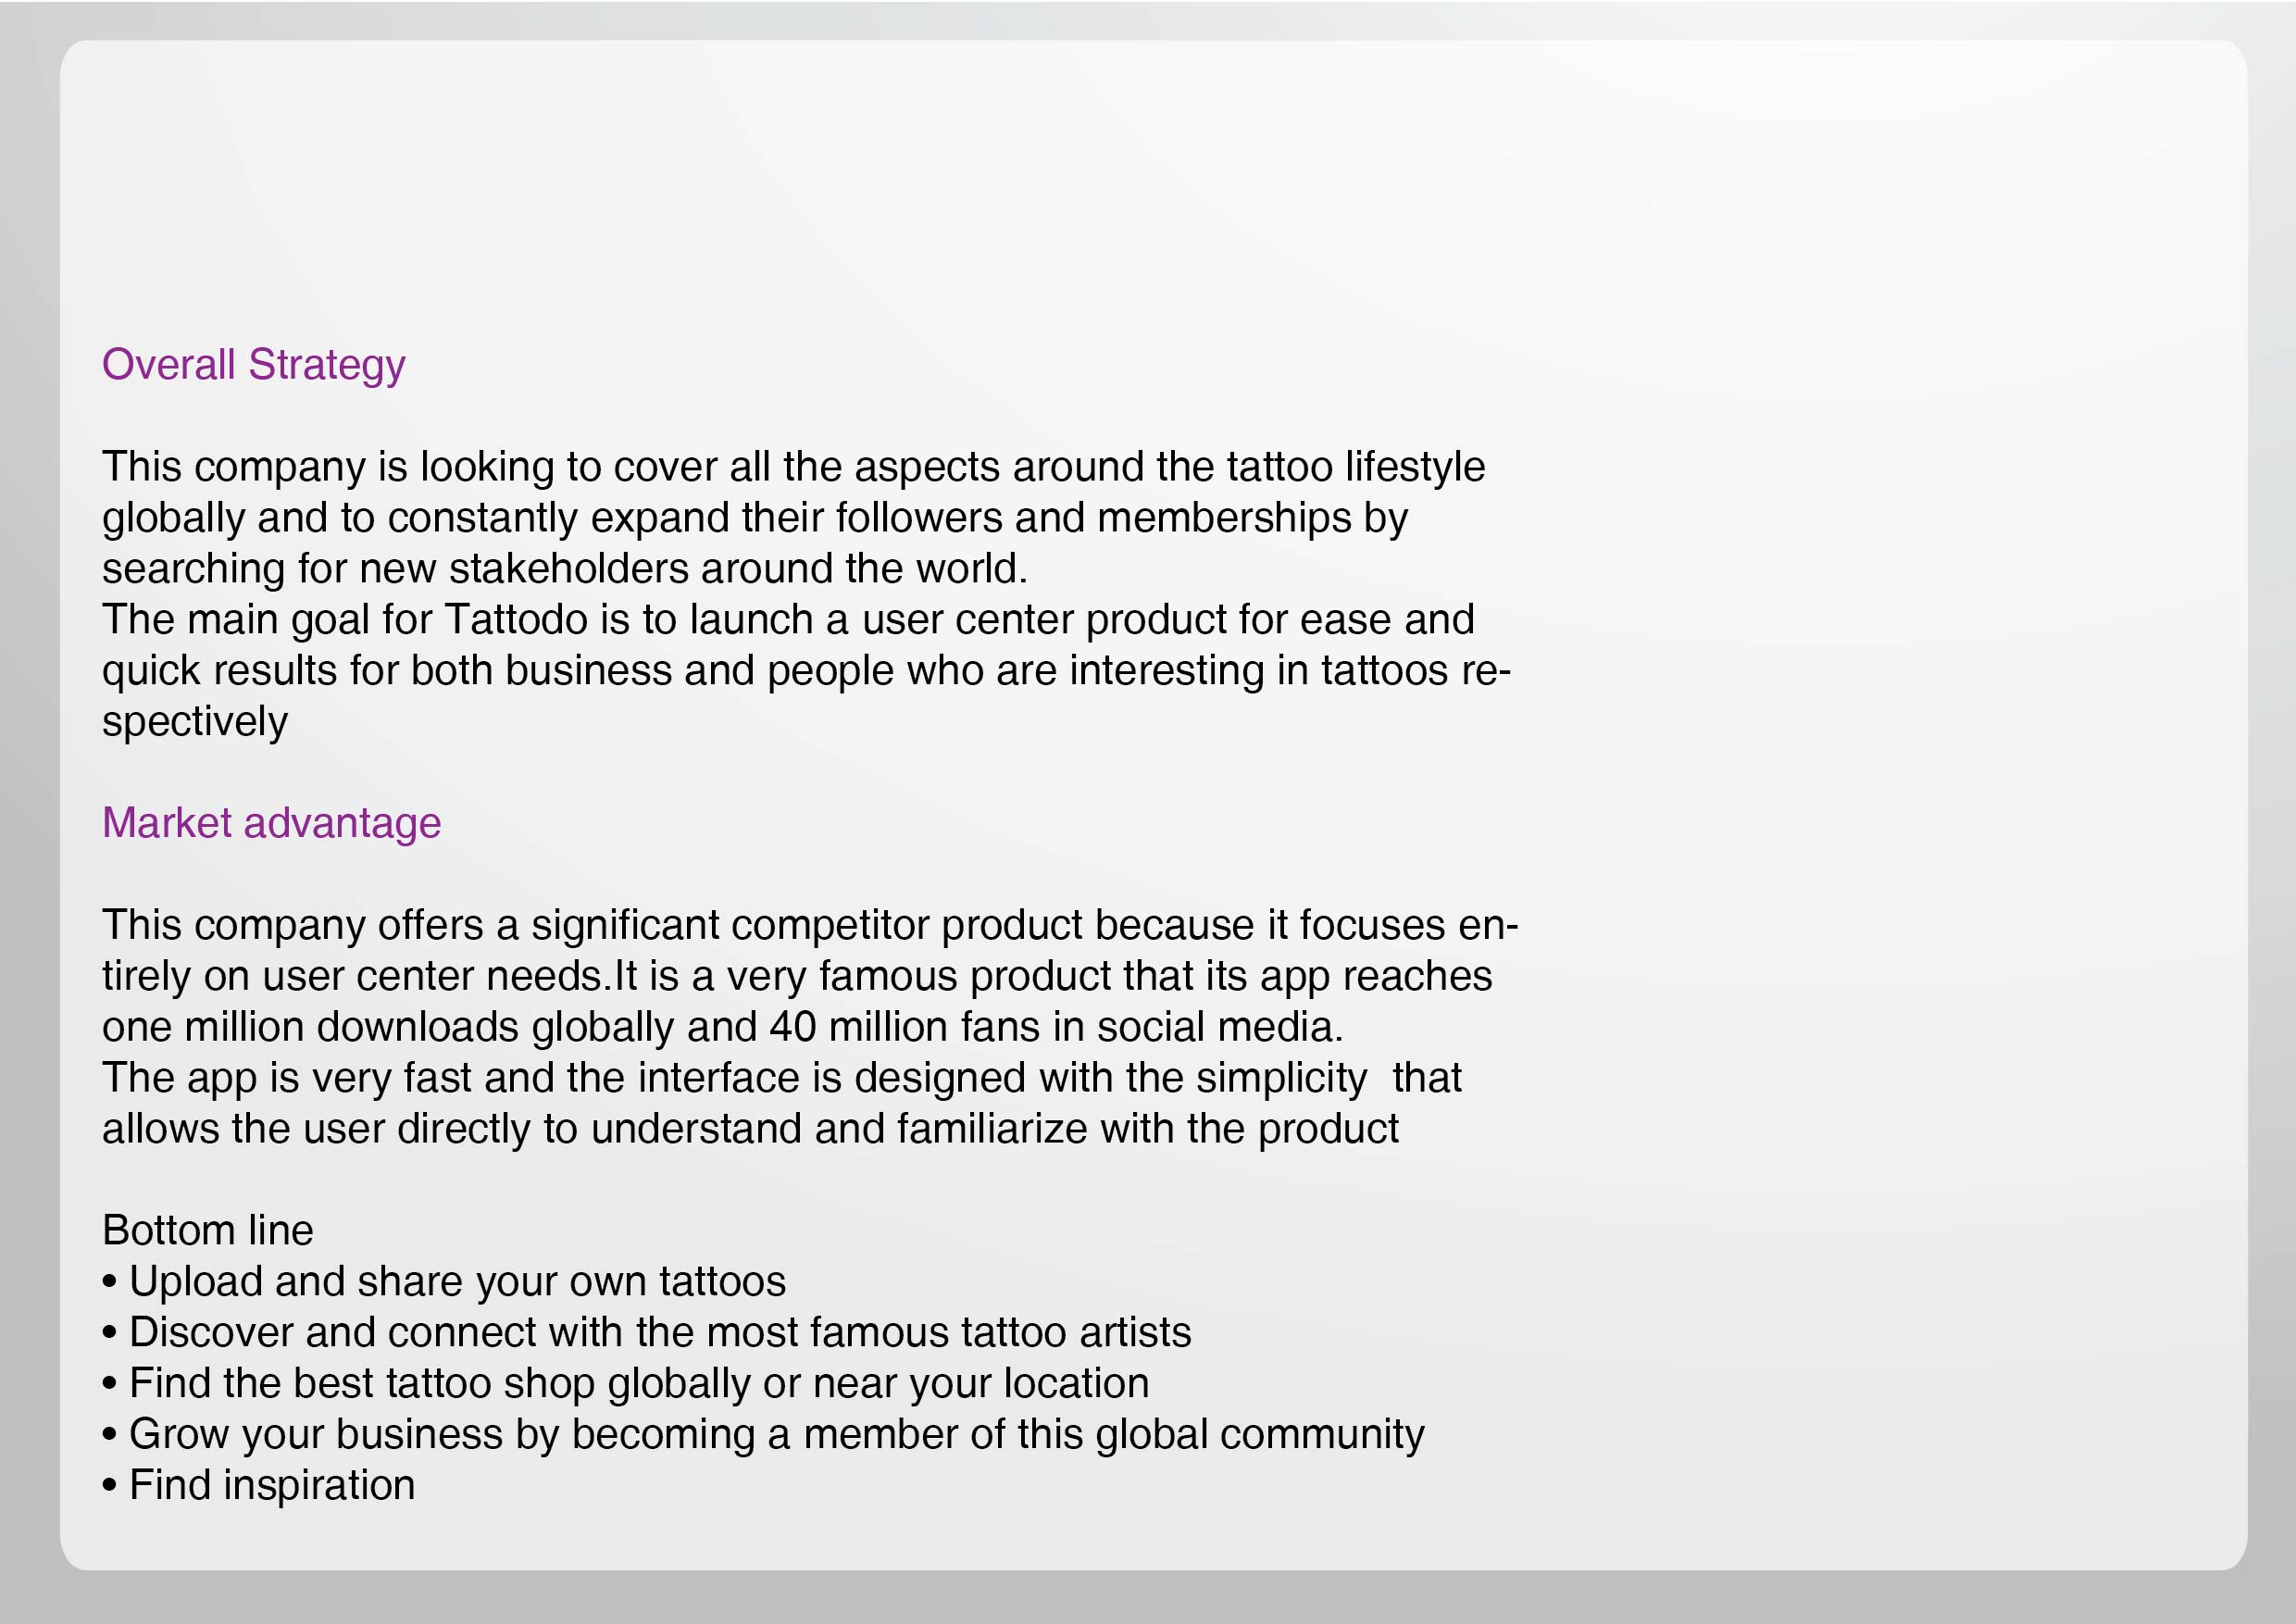 Overall Strategy
This company is looking to cover all the aspects around the tattoo lifestyle
globally and to constantly expand their followers and memberships by
searching for new stakeholders around the world.
The main goal for Tattodo is to launch a user center product for ease and
quick results for both business and people who are interesting in tattoos re-
spectively
Market advantage
This company offers a significant competitor product because it focuses en-
tirely on user center needs.It is a very famous product that its app reaches
one million downloads globally and 40 million fans in social media.
The app is very fast and the interface is designed with the simplicity  that
allows the user directly to understand and familiarize with the product
Bottom line
• Upload and share your own tattoos
• Discover and connect with the most famous tattoo artists
• Find the best tattoo shop globally or near your location
• Grow your business by becoming a member of this global community
• Find inspiration